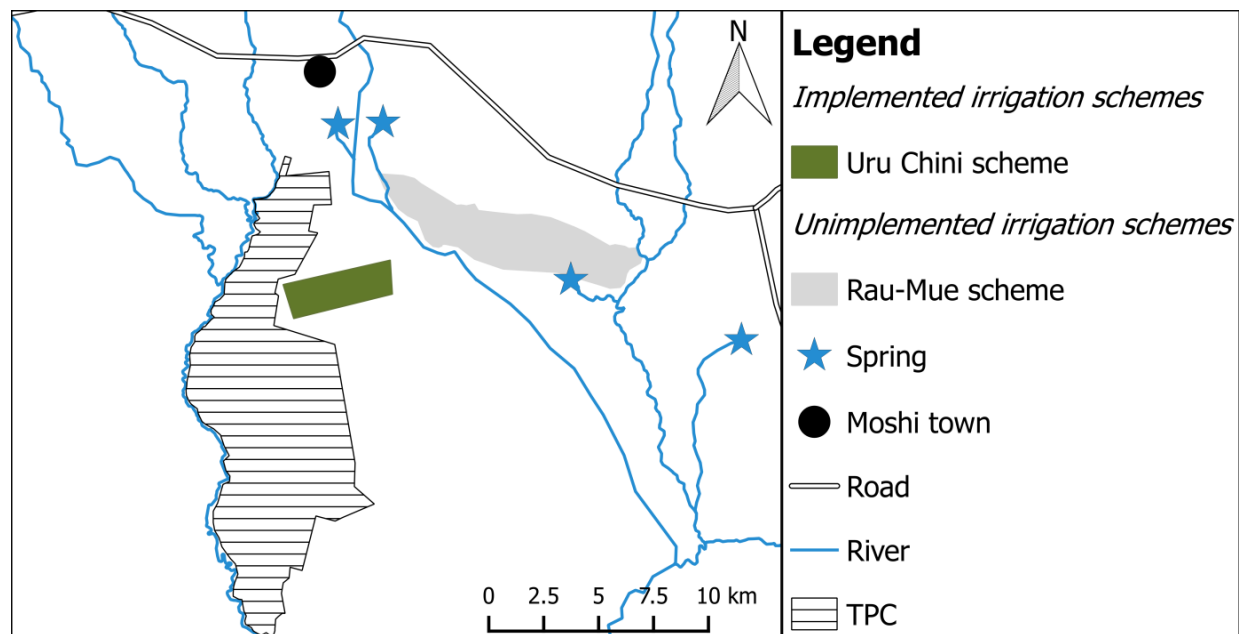 N
Legend
Implemented irrigation schemes
Uru Chini scheme
Unimplemented irrigation schemes
Rau-Mue scheme
Spring
Moshi town
Road
River
TPC
0 2.5 5 7.5 10 km